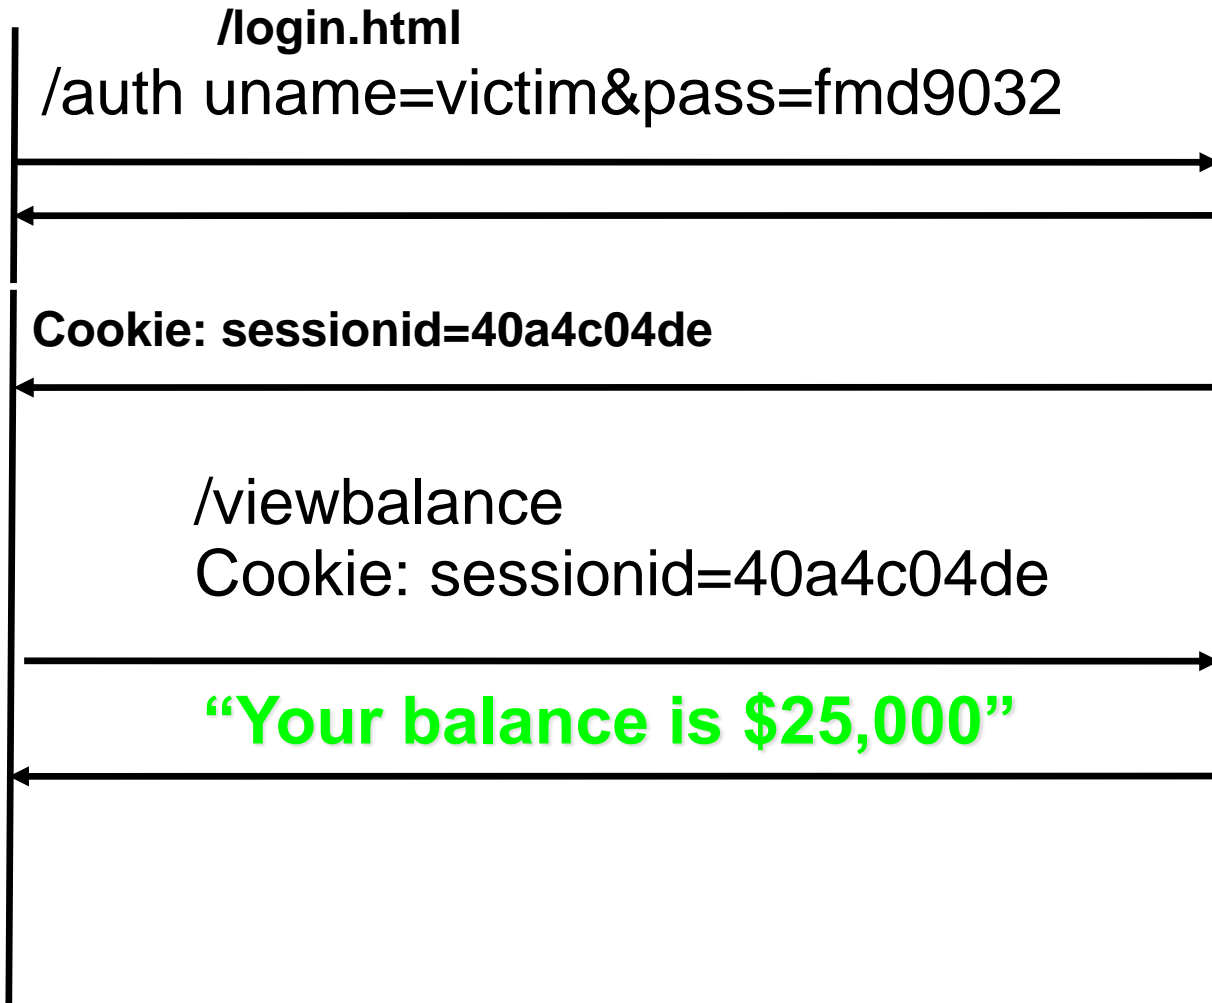 /login.html
/auth uname=victim&pass=fmd9032
Cookie: sessionid=40a4c04de
/viewbalance
Cookie: sessionid=40a4c04de
“Your balance is $25,000”